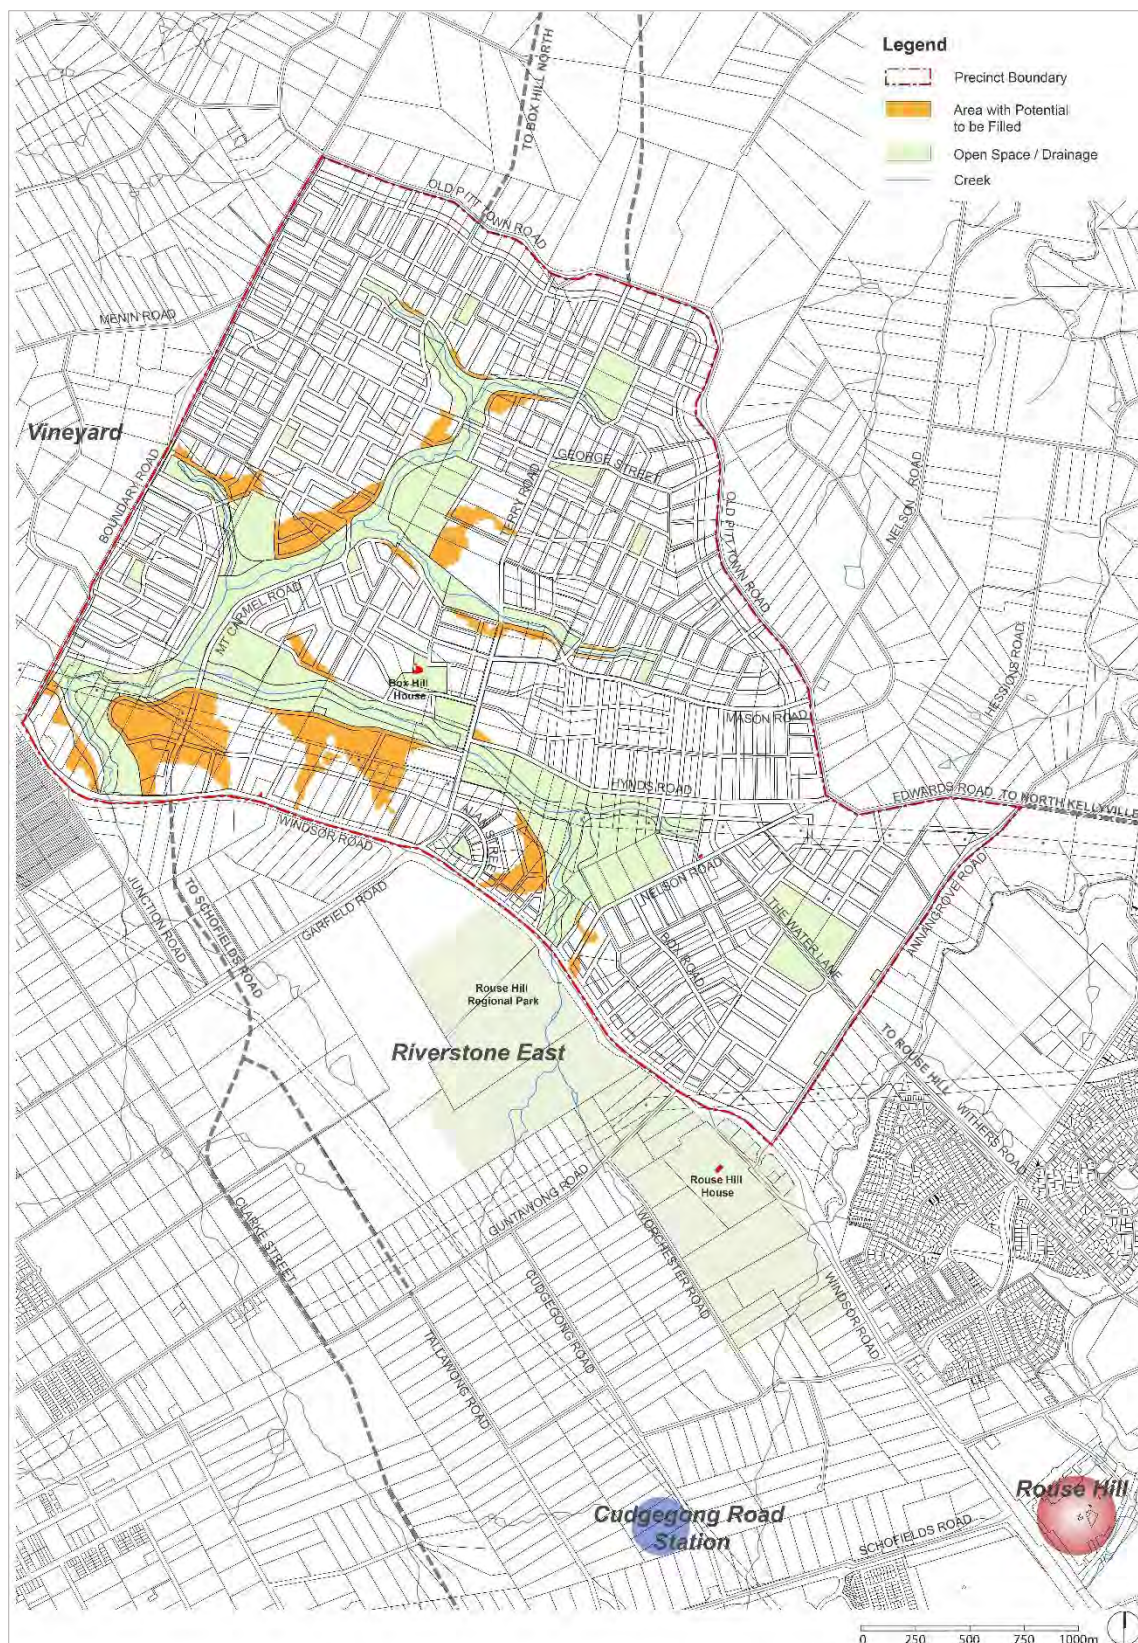 Legend
Precinct Boundary
Area with Potential
to be Filled
Open Space / Drainage
Creek
TO BOX HILL NORTH
OLD PITT TOWN ROAD
MENIN ROAD
Vineyard
BOUNDARY ROAD
GEORGE STREET
TERRY ROAD
OLD PITT TOWN ROAD
NELSON ROAD
MT CARMEL ROAD
Box Hill
House
HESSIONS ROAD
MASON ROAD
HYNDS ROAD
EDWARDS ROAD
TO NORTH KELLYVILLE
WINDSOR ROAD
ALAN STREET
NELSON ROAD
ANNANGROVE ROAD
JUNCTION ROAD
TO SCHOFIELDS ROAD
GARFIELD ROAD
THE WATER LANE
BOX ROAD
Rouse Hill
Regional Park
Riverstone East
TO ROUSE HILL
WITHERS ROAD
Rouse Hill
House
GUNTAWONG ROAD
CLARKE STREET
WORCHESTER ROAD
CUDGEGONG ROAD
TALLAWONG ROAD
WINDSOR ROAD
Rouse Hill
Cudgegong Road
Station
SCHOFIELDS ROAD
0 250 500 750 1000m